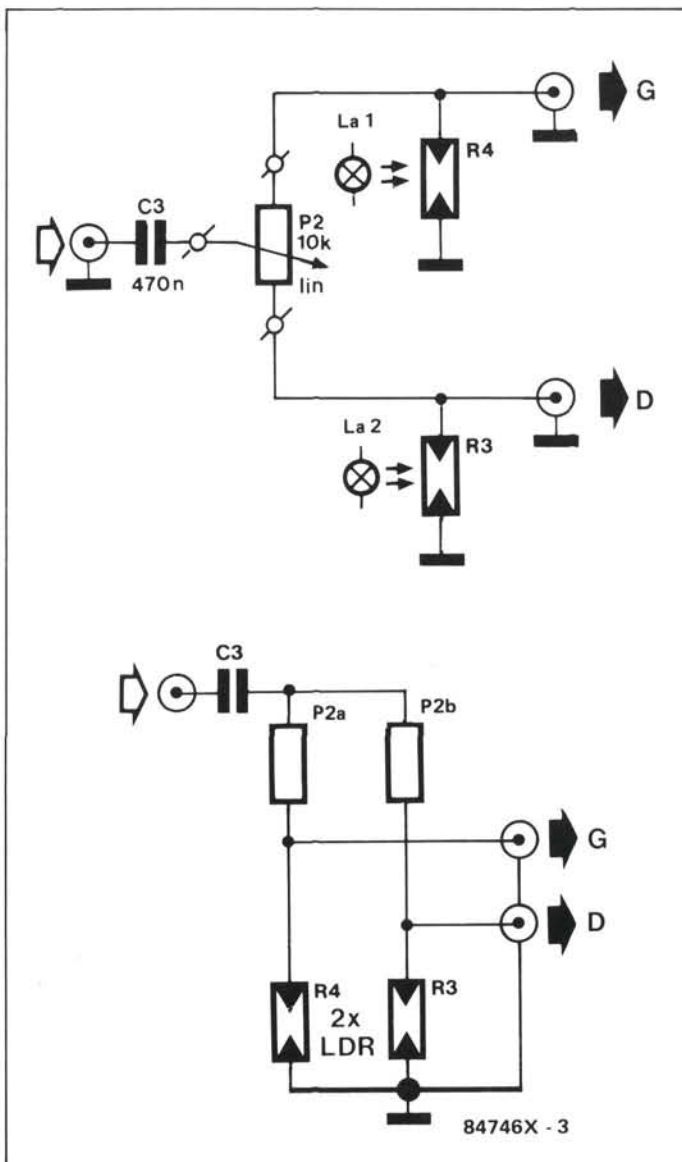 G
La 1
R4
C3
P2
10k
470n
lin
D
La 2
R3
C3
P2a
P2b
G
D
R4
R3
2x
LDR
84746X - 3